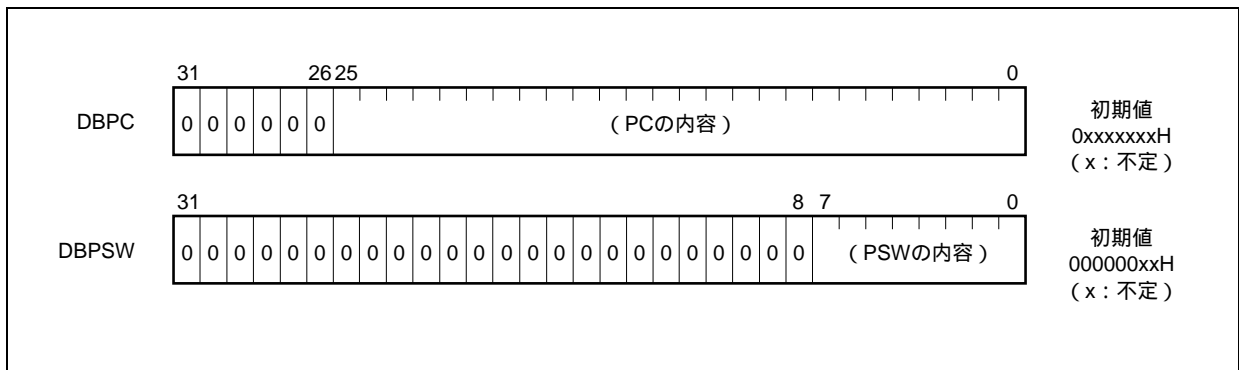 31 26 25 0
DBPC 0 0 0 0 0 0 （PCの内容） 初期値
0xxxxxxxH
（x：不定）
31 8 7 0
DBPSW 0 0 0 0 0 0 0 0 0 0 0 0 0 0 0 0 0 0 0 0 0 0 0 0 （PSWの内容） 初期値
000000xxH
（x：不定）